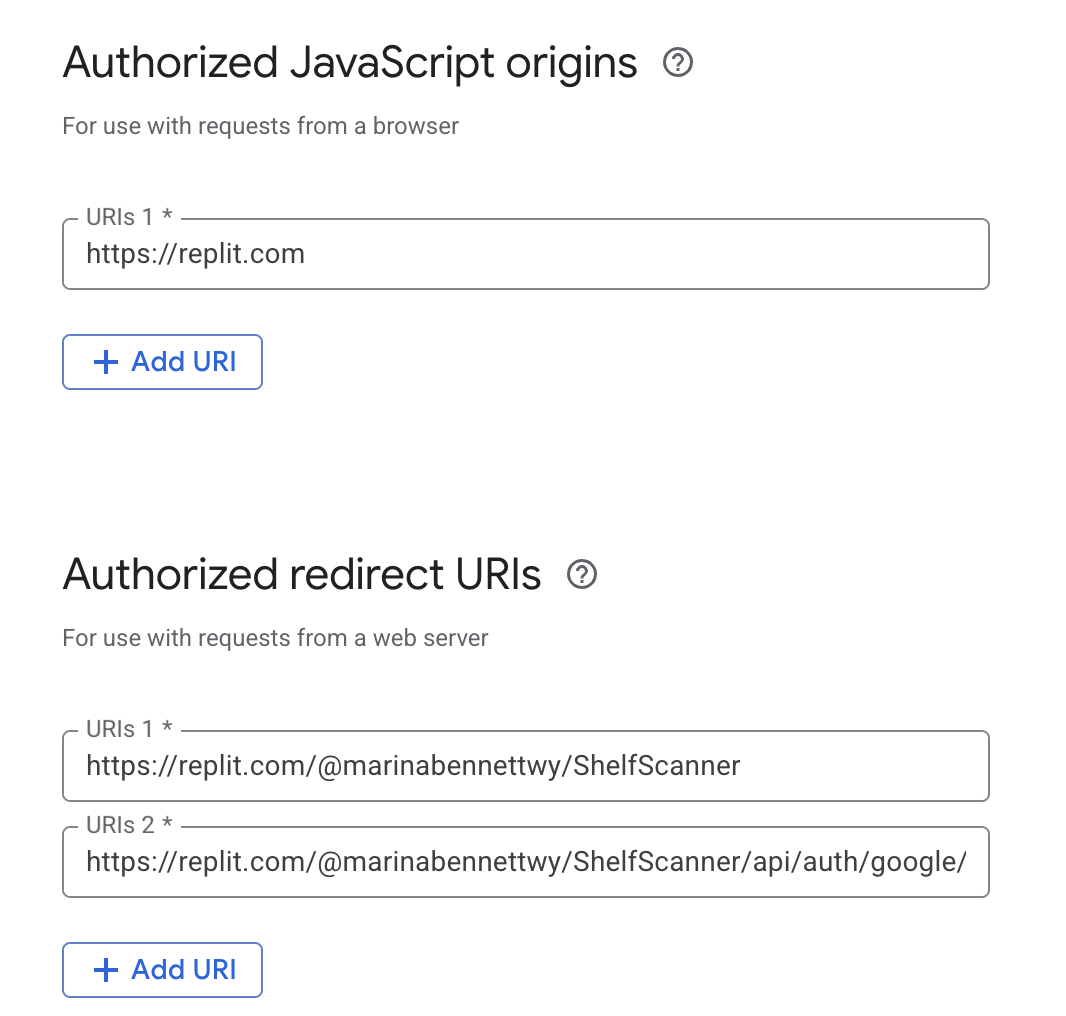 Authorized JavaScript origins
For use with requests from a browser
URIs 1 *
https://replit.com
+ Add URI
Authorized redirect URIs
For use with requests from a web server
URIs 1 *
https://replit.com/@marinabennettwy/ShelfScanner
URIs 2 *
https://replit.com/@marinabennettwy/ShelfScanner/api/auth/google/
+ Add URI